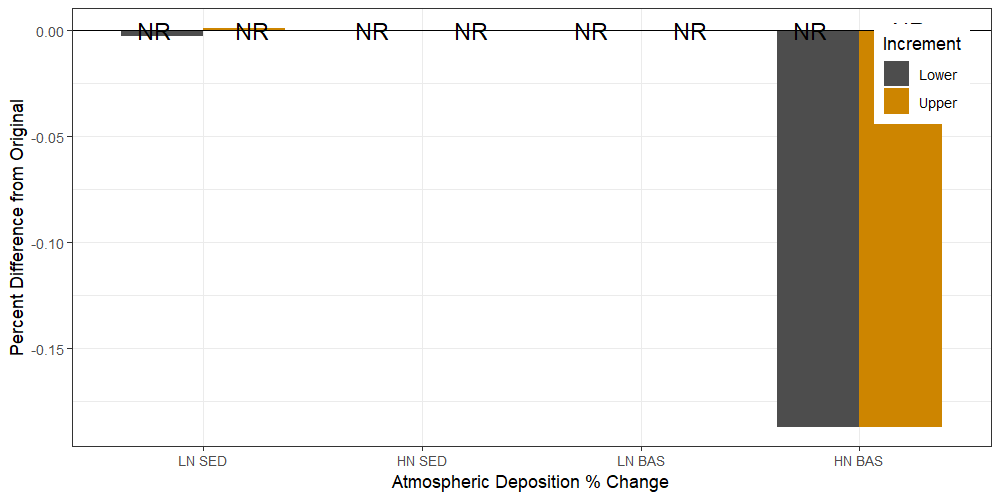 NR NR NR NR NR NR NR
Increment
Lower
Upper
0.00
-0.05
-0.10
-0.15
Percent Difference from Original
LN SED HN SED LN BAS HN BAS
Atmospheric Deposition % Change